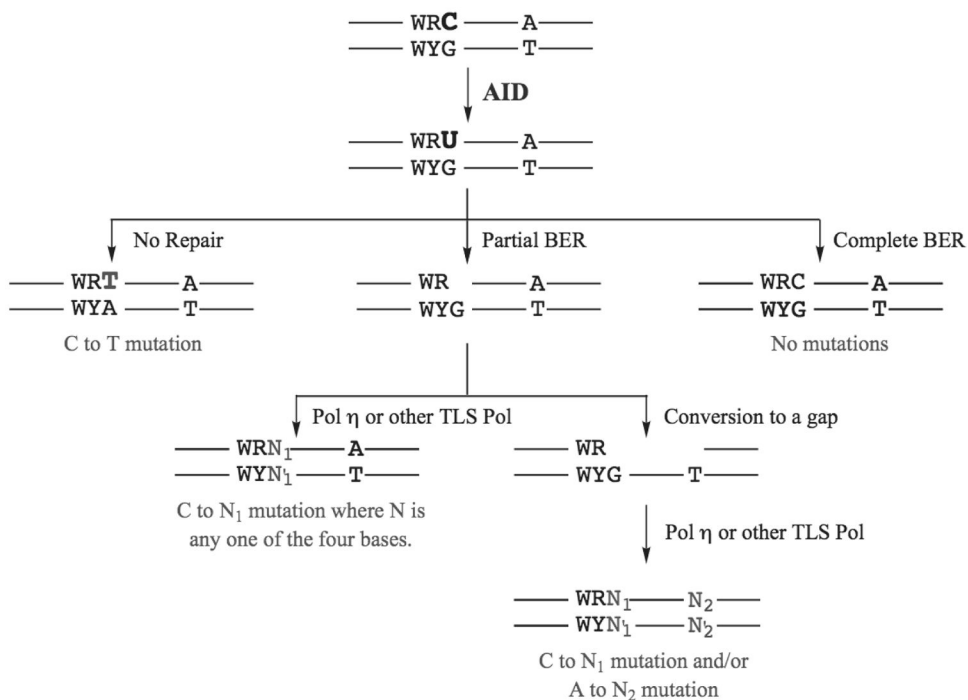 WRC A
WYG T
AID
WRU A
WYG T
No Repair Partial BER Complete BER
WRT A WR A WRC A
WYA T WYG T WYG T
C to T mutation No mutations
Pol η or other TLS Pol Conversion to a gap
WRN1 A WR
WYN'1 T WYG T
C to N1 mutation where N is
any one of the four bases.
Pol η or other TLS Pol
WRN1 N2
WYN'1 N'2
C to N1 mutation and/or
A to N2 mutation